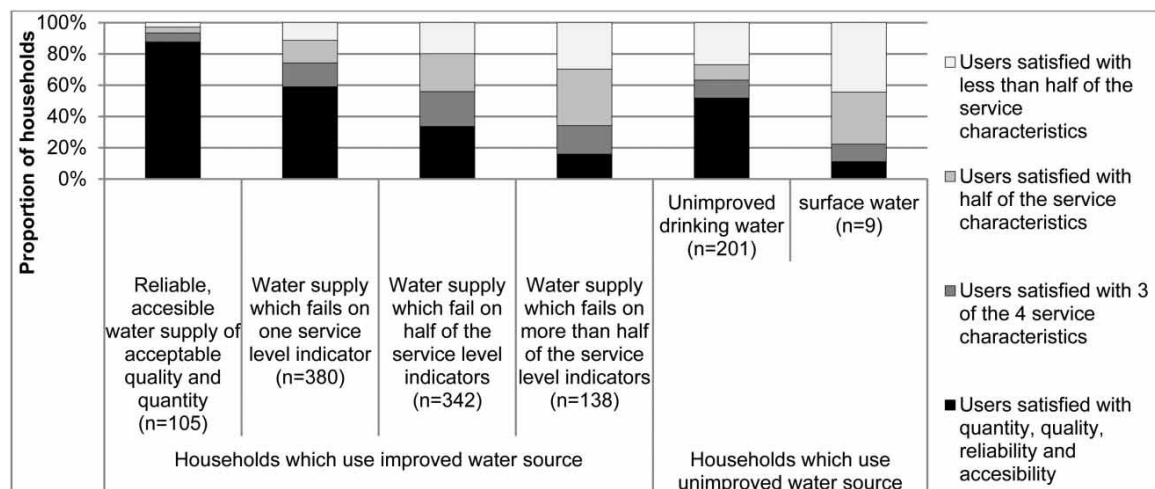 Proportion of households
100%
80%
60%
40%
20%
0%
Reliable,
accesible
water supply of
acceptable
quality and
quantity
(n=105)
Water supply
which fails on
one service
level indicator
(n=380)
Water supply
which fail on
half of the
service level
indicators
(n=342)
Water supply
which fails on
more than half
of the service
level indicators
(n=138)
Unimproved
drinking water
(n=201)
surface water
(n=9)
Households which use improved water source
Households which use
unimproved water source
Users satisfied with
less than half of the
service
characteristics
Users satisfied with
half of the service
characteristics
Users satisfied with 3
of the 4 service
characteristics
Users satisfied with
quantity, quality,
reliability and
accesibility